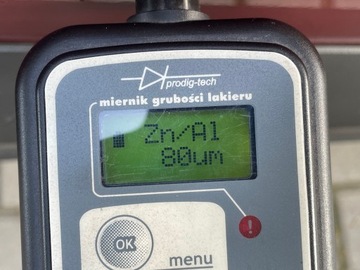 prodig-tech
miernik grubości lakieru
Zn/Al
80um
!
OK
menu